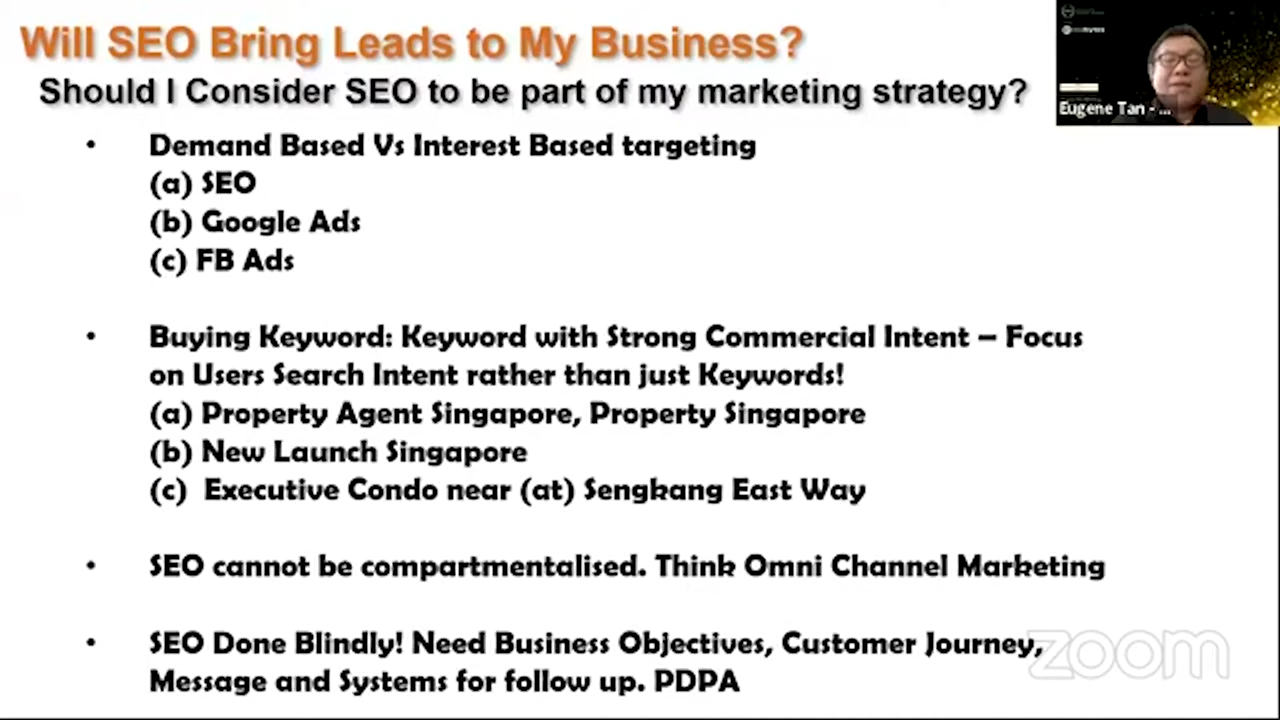 Will SEO Bring Leads to My Business?
Should I Consider SEO to be part of my marketing strategy?
Eugene Tan - ...
• Demand Based Vs Interest Based targeting
(a) SEO
(b) Google Ads
(c) FB Ads
• Buying Keyword: Keyword with Strong Commercial Intent – Focus
on Users Search Intent rather than just Keywords!
(a) Property Agent Singapore, Property Singapore
(b) New Launch Singapore
(c) Executive Condo near (at) Sengkang East Way
• SEO cannot be compartmentalised. Think Omni Channel Marketing
• SEO Done Blindly! Need Business Objectives, Customer Journey,
Message and Systems for follow up. PDPA
zoom